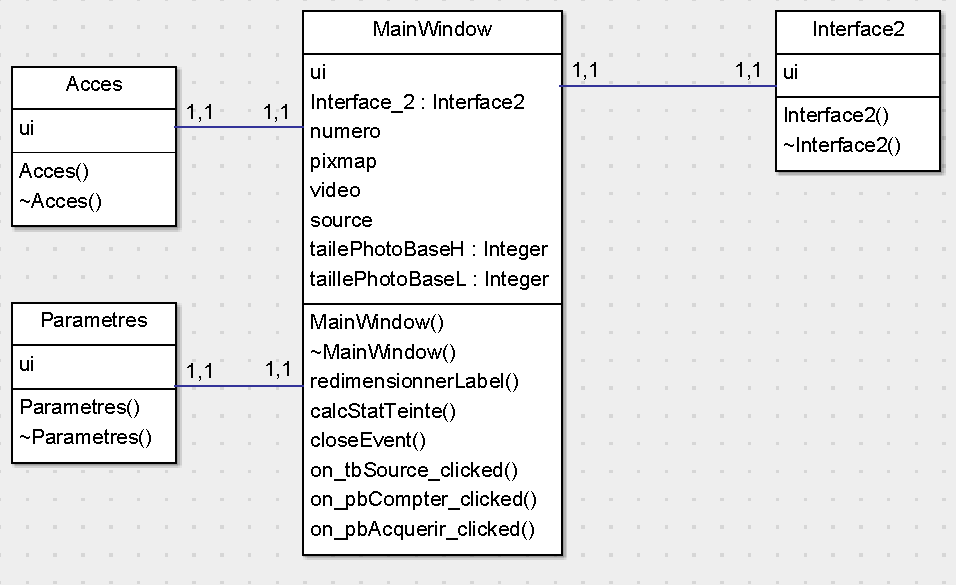 Acces
ui
Acces()
~Acces()
1,1
1,1
Parametres
ui
Parametres()
~Parametres()
1,1
1,1
MainWindow
ui
Interface_2 : Interface2
numero
pixmap
video
source
tailePhotoBaseH : Integer
taillePhotoBaseL : Integer
MainWindow()
~MainWindow()
redimensionnerLabel()
calcStatTeinte()
closeEvent()
on_tbSource_clicked()
on_pbCompter_clicked()
on_pbAcquerir_clicked()
1,1
1,1
Interface2
ui
Interface2()
~Interface2()